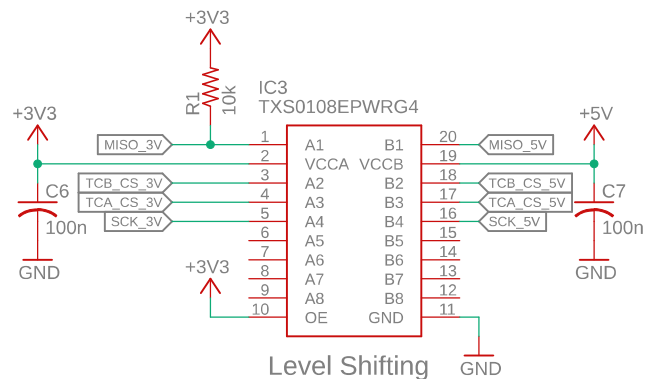 +3V3
R1
10k
IC3
TXS0108EPWRG4
+3V3
+5V
MISO_3V
1
A1
B1
20
MISO_5V
2
VCCA
VCCB
19
TCB_CS_3V
3
A2
B2
18
TCB_CS_5V
C6
TCA_CS_3V
4
A3
B3
17
TCA_CS_5V
C7
SCK_3V
5
A4
B4
16
SCK_5V
100n
100n
6
A5
B5
15
7
A6
B6
14
GND
+3V3
8
A7
B7
13
GND
9
A8
B8
12
10
OE
GND
11
Level Shifting
GND